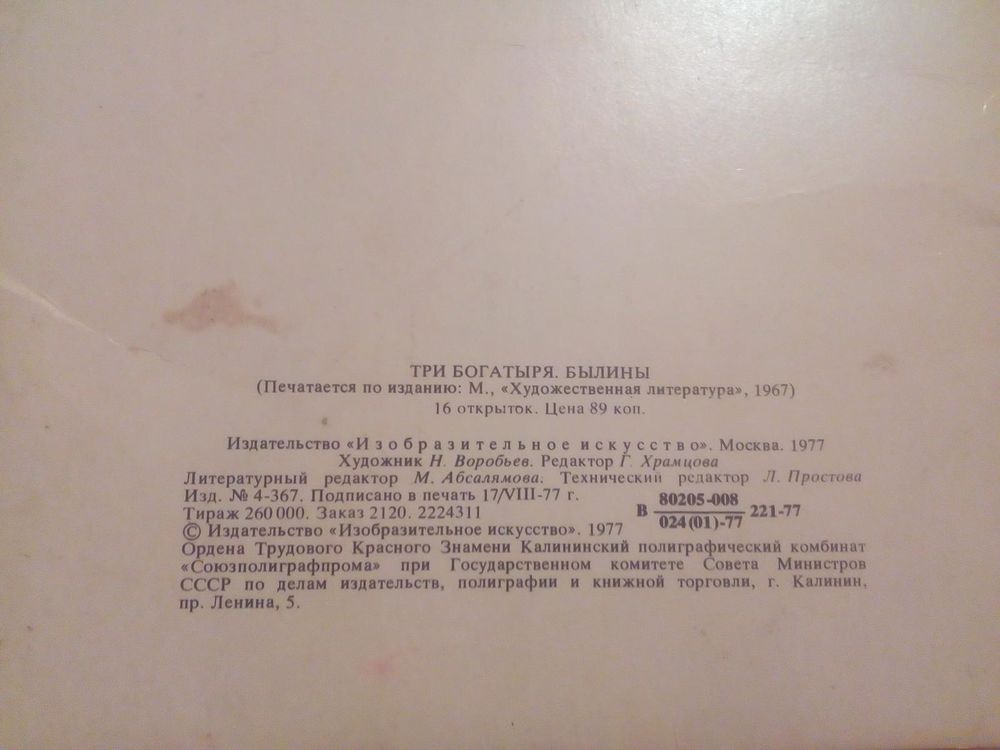 ТРИ БОГАТЫРЯ. БЫЛИНЫ
(Печатается по изданию: М., «Художественная литература», 1967)
16 открыток. Цена 89 коп.
Издательство «Изобразительное искусство». Москва. 1977
Художник Н. Воробьев. Редактор Г. Храмцова
Литературный редактор М. Абсалямова. Технический редактор Л. Простова
Изд. № 4-367. Подписано в печать 17/VIII-77 г.
Тираж 260 000. Заказ 2120. 2224311
В 80205-008 / 024(01)-77 221-77
© Издательство «Изобразительное искусство». 1977
Ордена Трудового Красного Знамени Калининский полиграфический комбинат
«Союзполиграфпрома» при Государственном комитете Совета Министров
СССР по делам издательств, полиграфии и книжной торговли, г. Калинин,
пр. Ленина, 5.